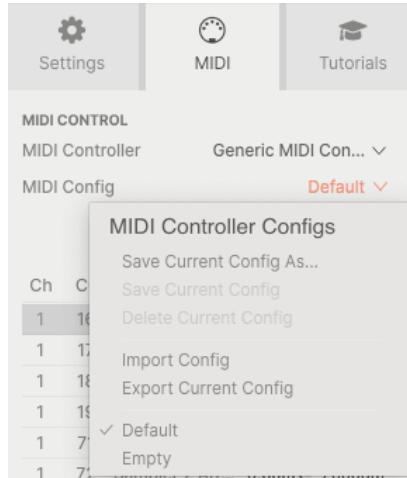 Settings MIDI Tutorials
MIDI CONTROL
MIDI Controller Generic MIDI Con...
MIDI Config Default
MIDI Controller Configs
Save Current Config As...
Ch
Save Current Config
Delete Current Config
1
1
Import Config
1
Export Current Config
1
Default
1
Empty
1